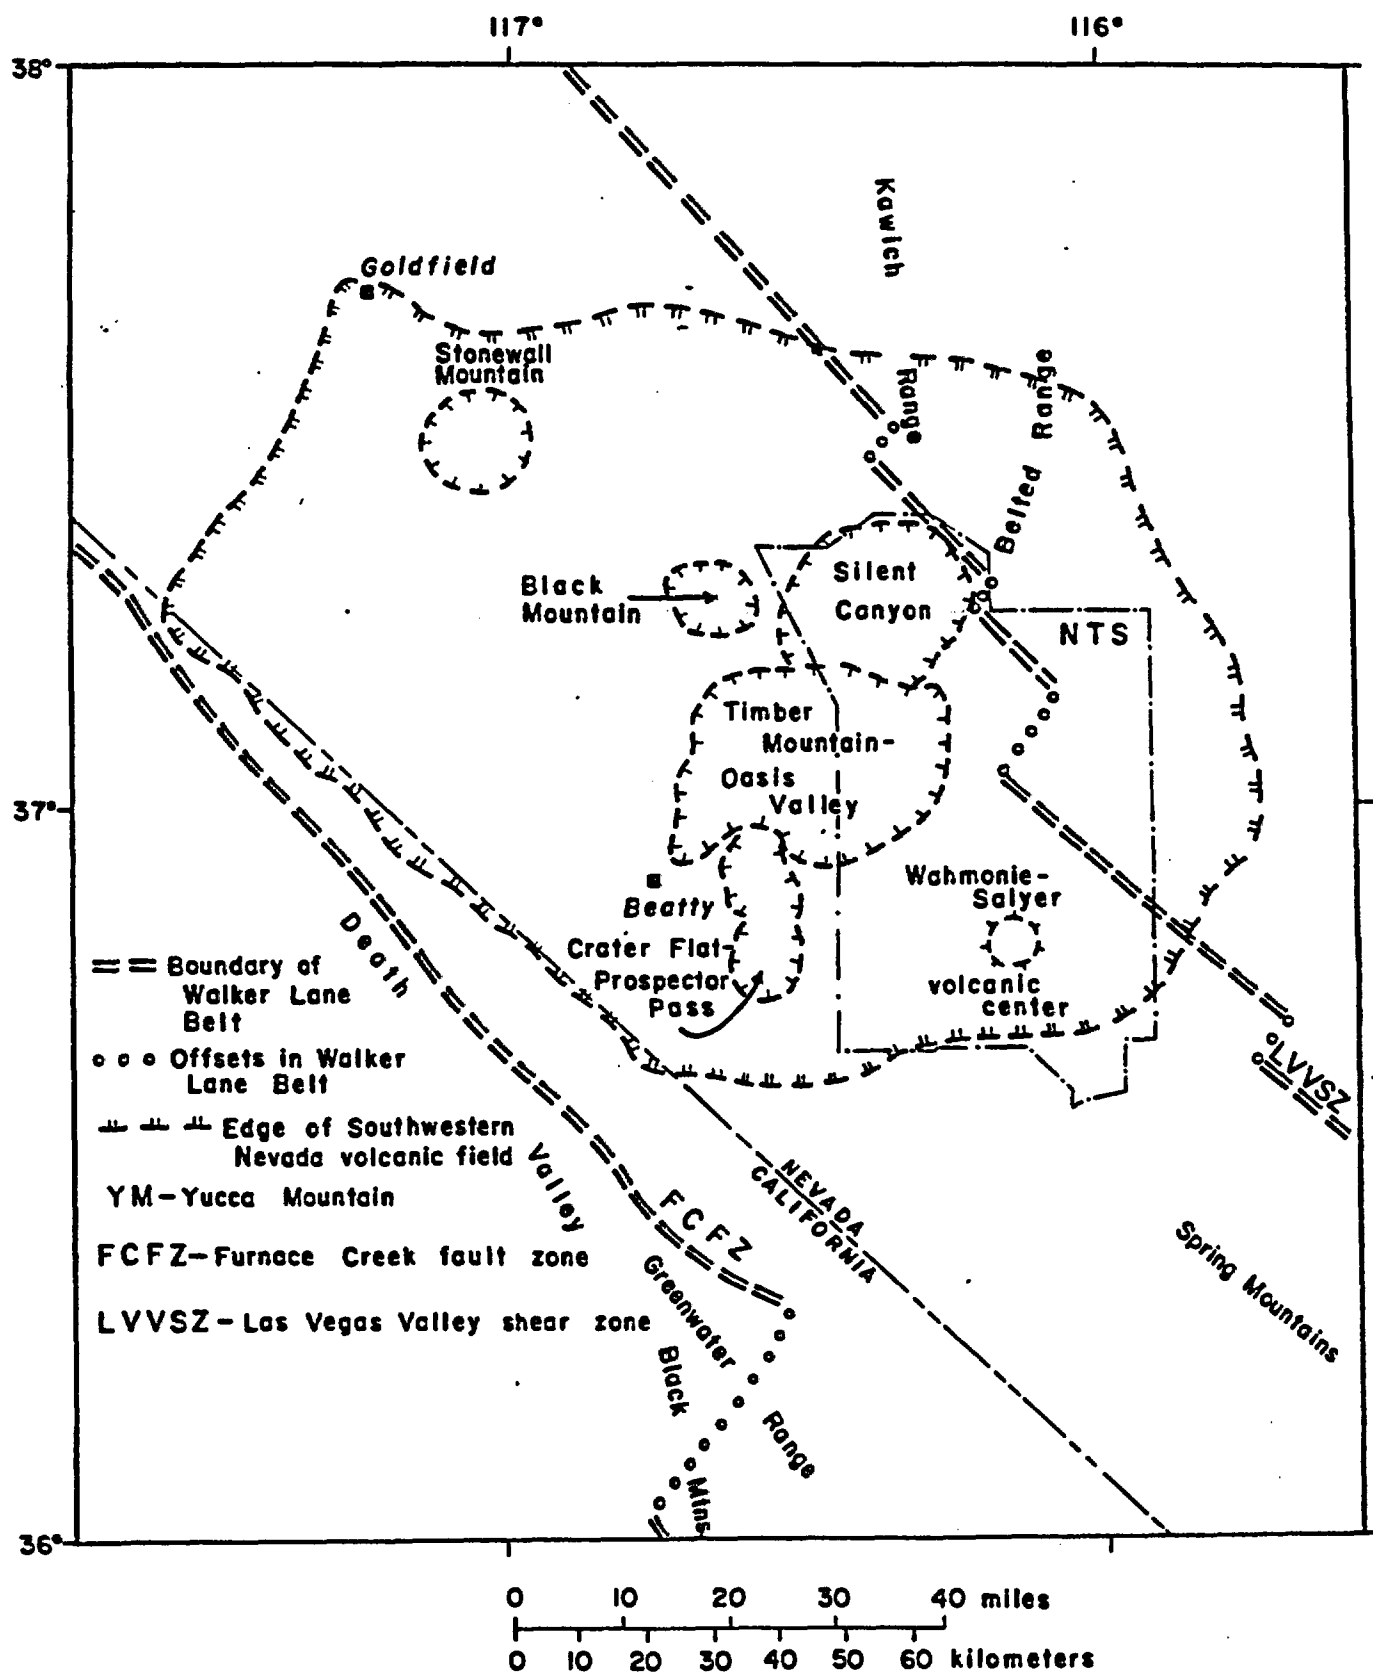 117° 116°
38°
Kawich
Range
Goldfield
Stonewall
Mountain
Belted Range
Black
Mountain
Silent
Canyon
NTS
Timber
Mountain-
Oasis
Valley
37°
Beatty
Wahmonie-
Salyer
volcanic
center
Crater Flat-
Prospector
Pass
Death
Valley
Boundary of
Walker Lane
Belt
Offsets in Walker
Lane Belt
Edge of Southwestern
Nevada volcanic field
YM-Yucca Mountain
FCFZ-Furnace Creek fault zone
LVVSZ-Las Vegas Valley shear zone
LVVSZ
FCFZ
NEVADA
CALIFORNIA
Spring Mountains
Greenwater
Range
Black
Mtns
36°
0 10 20 30 40 miles
0 10 20 30 40 50 60 kilometers